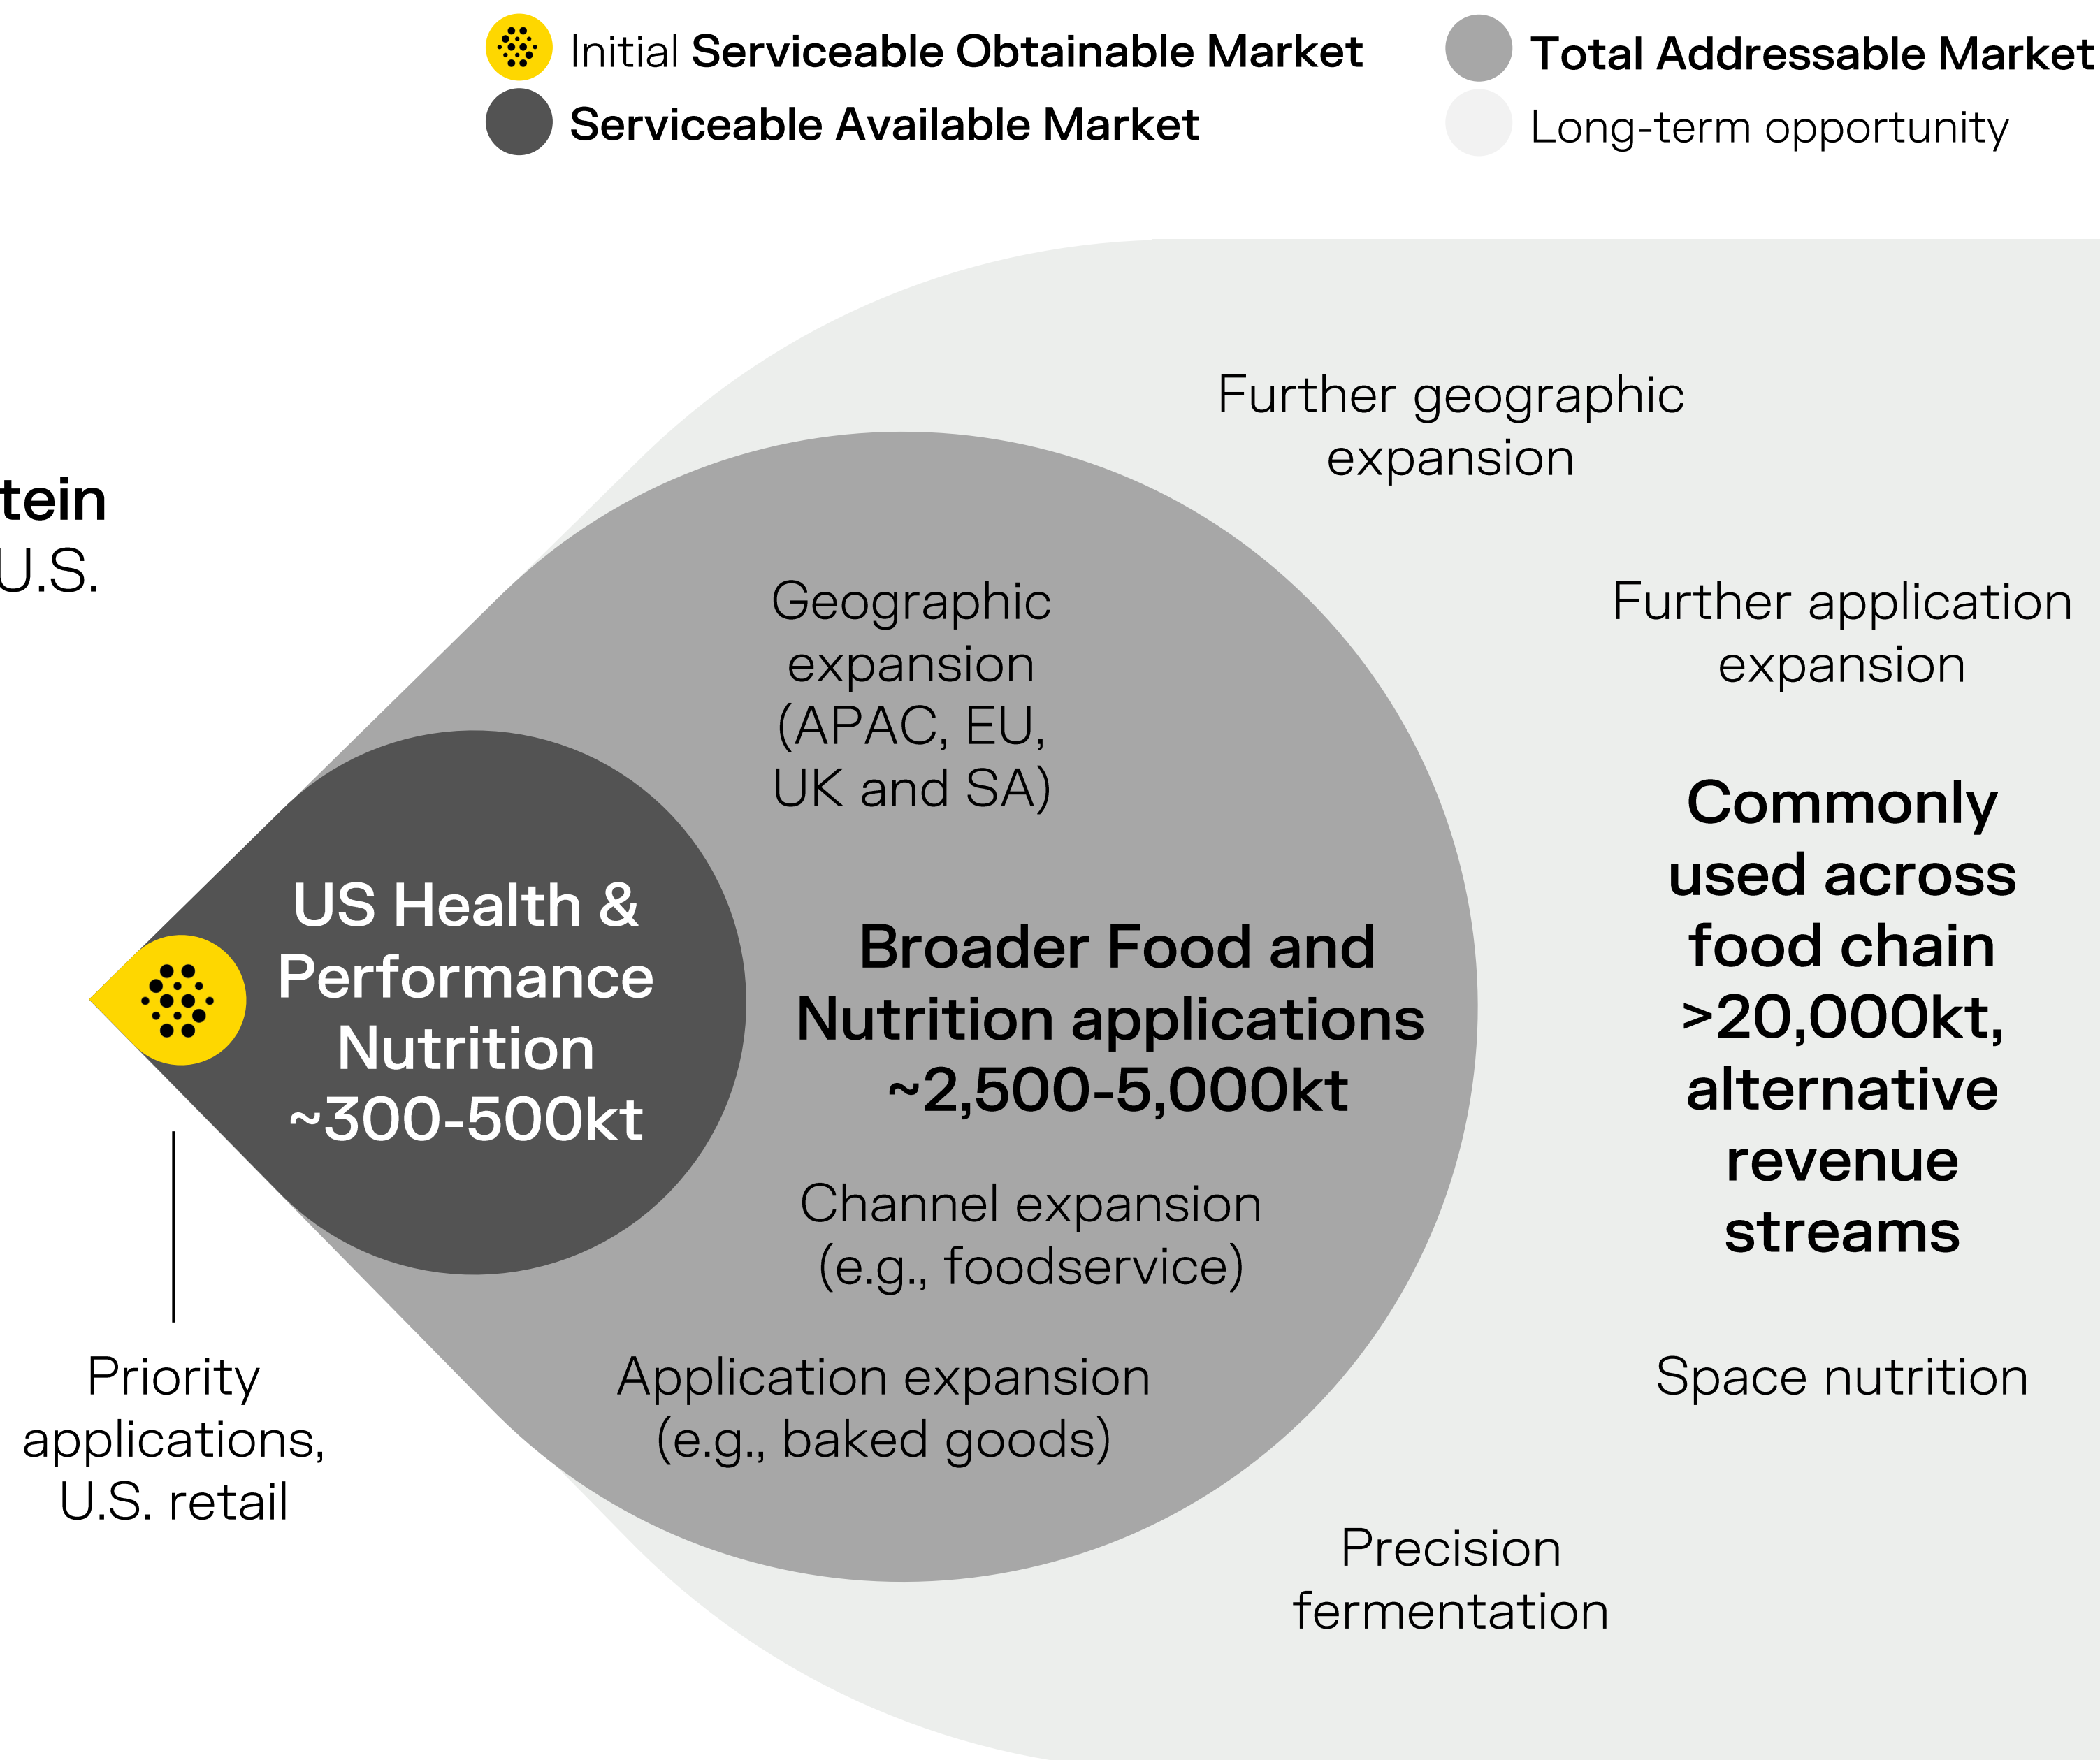 Initial Serviceable Obtainable Market
Serviceable Available Market
Total Addressable Market
Long-term opportunity
tein
U.S.
Priority
applications,
U.S. retail
US Health &
Performance
Nutrition
~300-500kt
Geographic
expansion
(APAC, EU,
UK and SA)
Broader Food and
Nutrition applications
~2,500-5,000kt
Channel expansion
(e.g., foodservice)
Application expansion
(e.g., baked goods)
Further geographic
expansion
Further application
expansion
Commonly
used across
food chain
>20,000kt,
alternative
revenue
streams
Space nutrition
Precision
fermentation